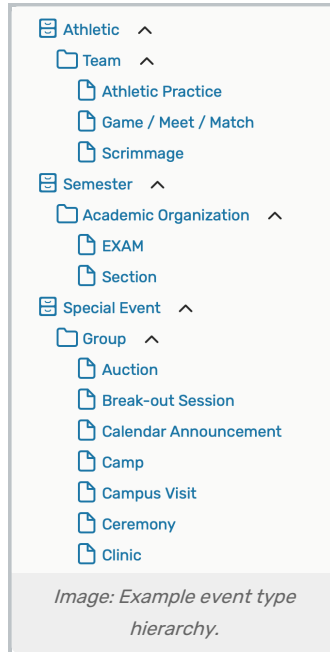 Athletic
Team
Athletic Practice
Game / Meet / Match
Scrimmage
Semester
Academic Organization
EXAM
Section
Special Event
Group
Auction
Break-out Session
Calendar Announcement
Camp
Campus Visit
Ceremony
Clinic
Image: Example event type
hierarchy.